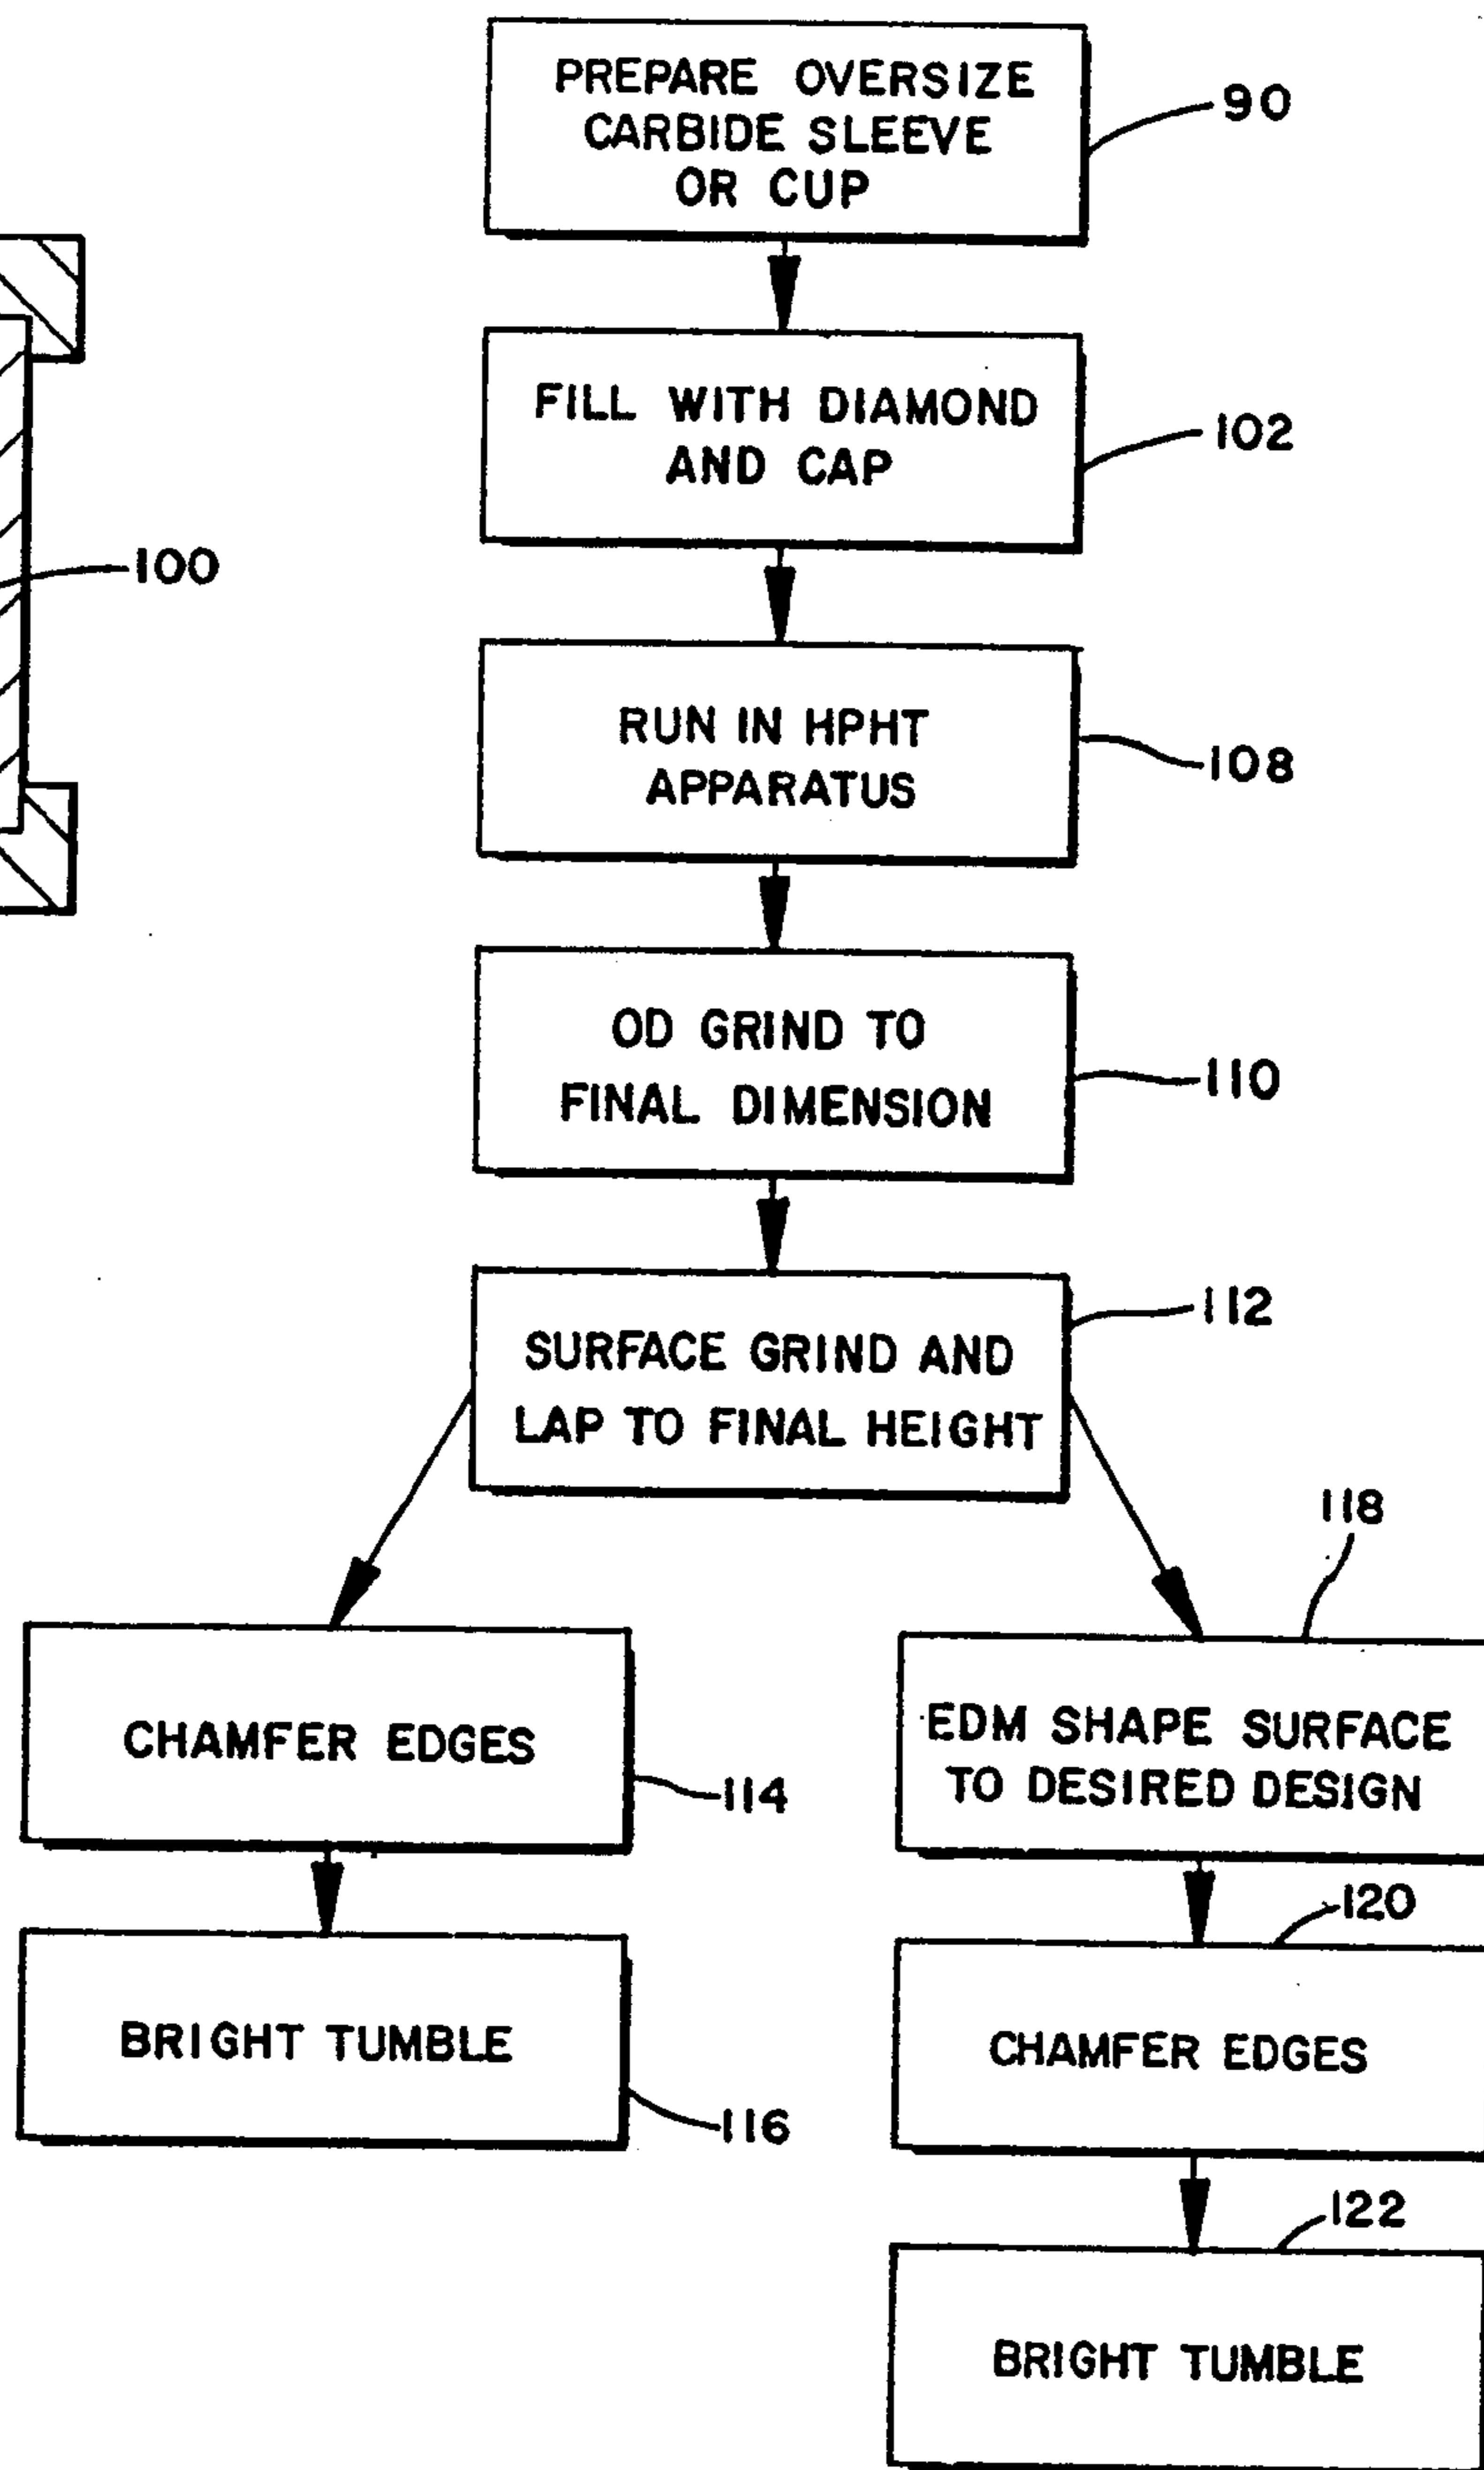 PREPARE OVERSIZE
CARBIDE SLEEVE
OR CUP
90
FILL WITH DIAMOND
AND CAP
102
100
RUN IN HPHT
APPARATUS
108
OD GRIND TO
FINAL DIMENSION
110
SURFACE GRIND AND
LAP TO FINAL HEIGHT
112
CHAMFER EDGES
114
BRIGHT TUMBLE
116
118
EDM SHAPE SURFACE
TO DESIRED DESIGN
120
CHAMFER EDGES
122
BRIGHT TUMBLE